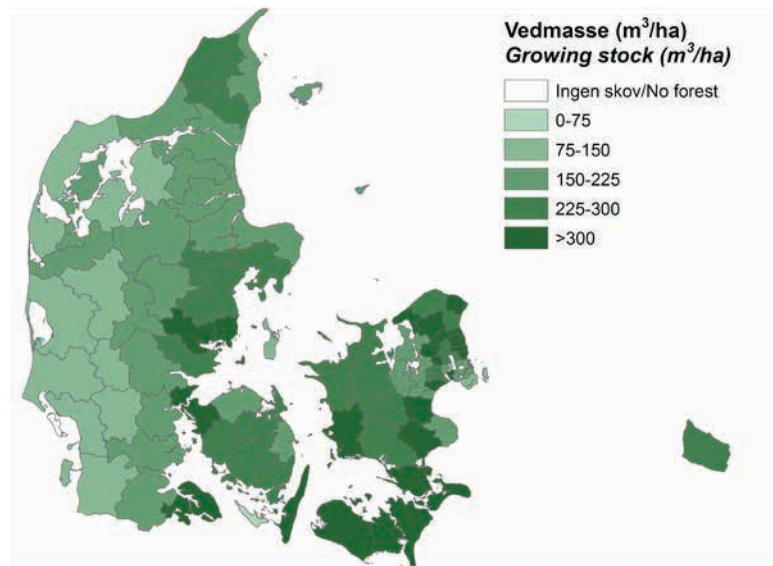 Vedmasse (m³/ha)
Growing stock (m³/ha)
Ingen skov/No forest
0-75
75-150
150-225
225-300
>300